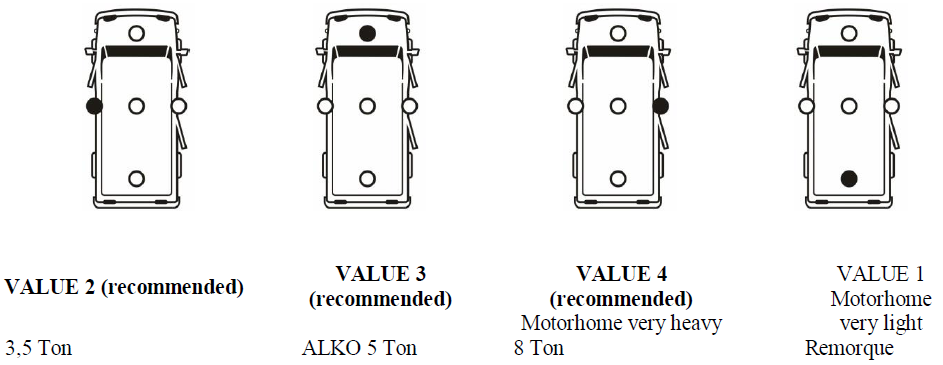 VALUE 2 (recommended)
3,5 Ton
VALUE 3
(recommended)
ALKO 5 Ton
VALUE 4
(recommended)
Motorhome very heavy
8 Ton
VALUE 1
Motorhome
very light
Remorque